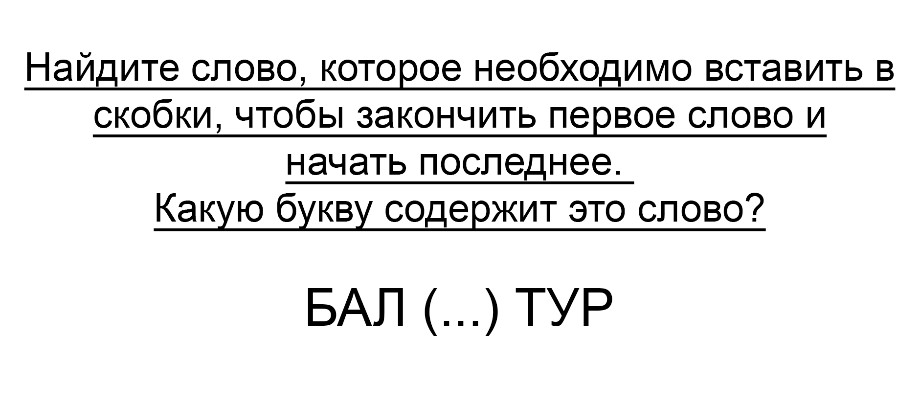 Найдите слово, которое необходимо вставить в
скобки, чтобы закончить первое слово и
начать последнее.
Какую букву содержит это слово?
БАЛ (...) ТУР